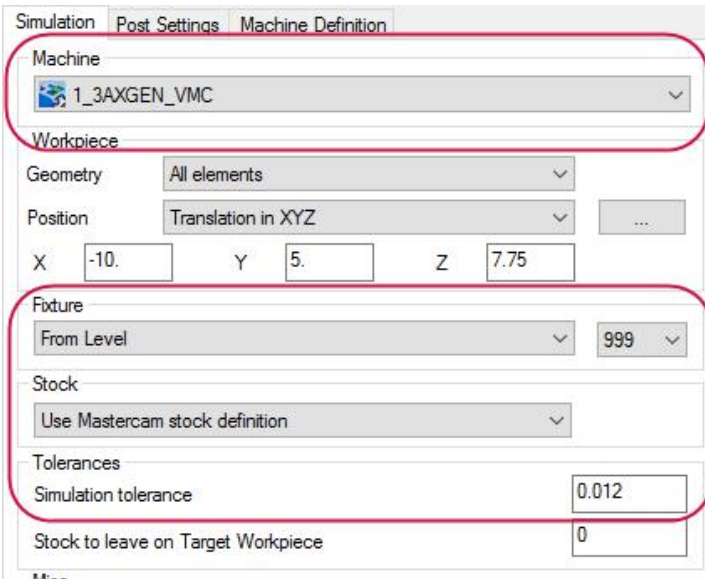 Simulation Post Settings Machine Definition
Machine
1_3AXGEN_VMC
Workpiece
Geometry All elements
Position Translation in XYZ ...
X -10. Y 5. Z 7.75
Fixture
From Level 999
Stock
Use Mastercam stock definition
Tolerances
Simulation tolerance 0.012
Stock to leave on Target Workpiece 0